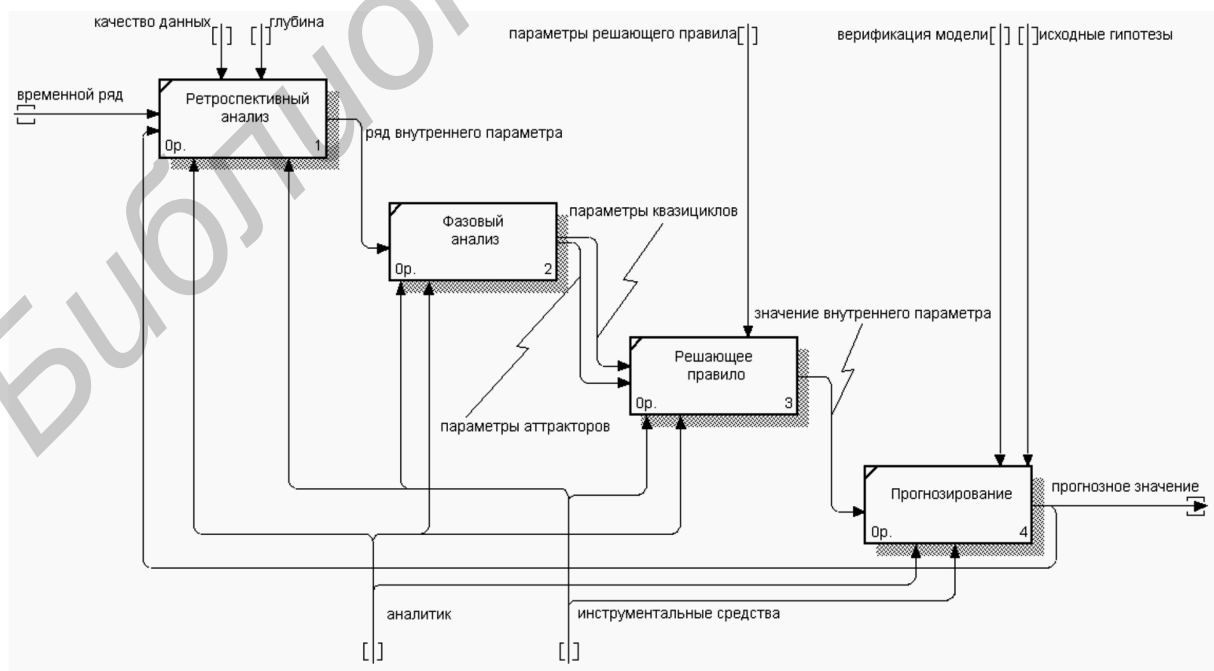 качество данных
глубина
параметры решающего правила
верификация модели
исходные гипотезы
временной ряд
Ретроспективный
анализ
0р.
1
ряд внутреннего параметра
Фазовый
анализ
0р.
2
параметры квазициклов
значение внутреннего параметра
Решающее
правило
0р.
3
параметры аттракторов
Прогнозирование
0р.
4
прогнозное значение
аналитик
инструментальные средства